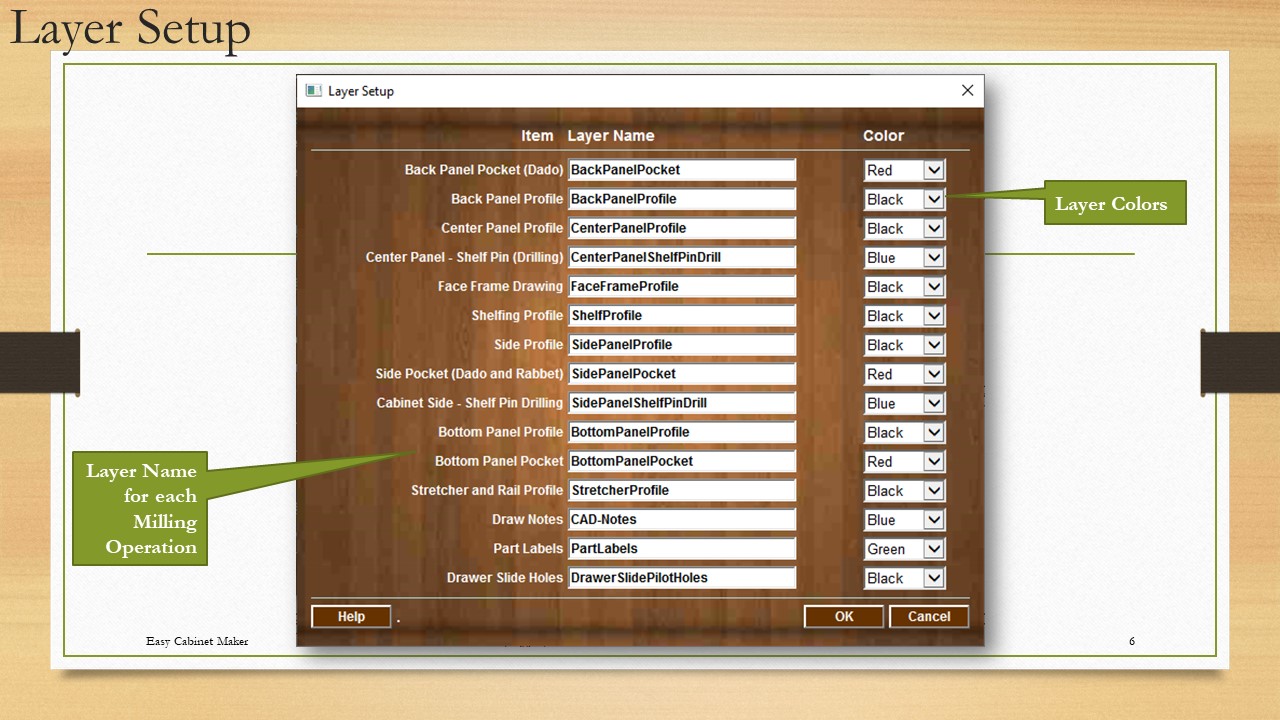 Layer Setup
Layer Setup
Item Layer Name Color
Back Panel Pocket (Dado) BackPanelPocket Red
Back Panel Profile BackPanelProfile Black
Layer Colors
Center Panel Profile CenterPanelProfile Black
Center Panel - Shelf Pin (Drilling) CenterPanelShelfPinDrill Blue
Face Frame Drawing FaceFrameProfile Black
Shelfing Profile ShelfProfile Black
Side Profile SidePanelProfile Black
Side Pocket (Dado and Rabbet) SidePanelPocket Red
Cabinet Side - Shelf Pin Drilling SidePanelShelfPinDrill Blue
Bottom Panel Profile BottomPanelProfile Black
Bottom Panel Pocket BottomPanelPocket Red
Layer Name
for each
Milling
Operation
Stretcher and Rail Profile StretcherProfile Black
Draw Notes CAD-Notes Blue
Part Labels PartLabels Green
Drawer Slide Holes DrawerSlidePilotHoles Black
Help . OK Cancel
Easy Cabinet Maker 6